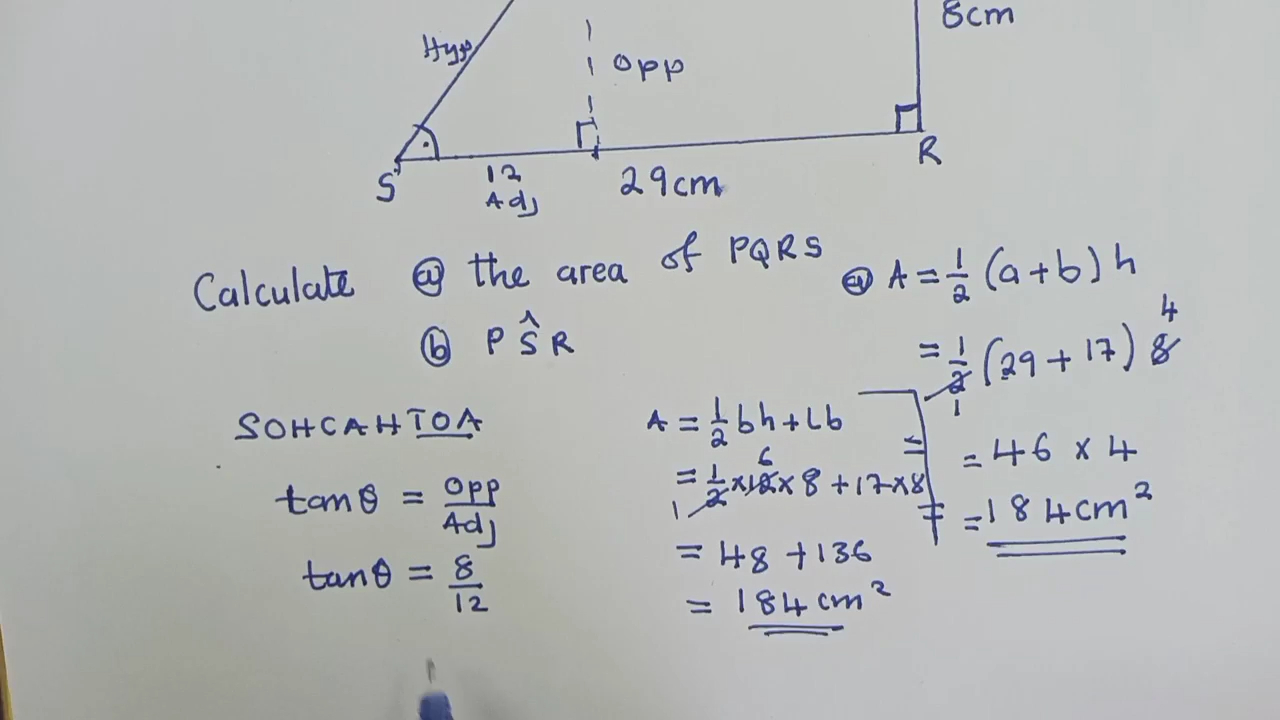 8cm
Hyp
Opp
S
12
Adj
29cm
R
Calculate ⓐ the area of PQRS
ⓑ PŜR
ⓐ A = 1/2 (a+b) h
= 1/2 (29+17) 8
1
4
= 46 × 4
= 184cm²
SOHCAHTOA
tanθ = Opp/Adj
tanθ = 8/12
A = 1/2 bh + Lb
= 1/2 × 12 × 8 + 17 × 8
1
6
= 48 + 136
= 184cm²